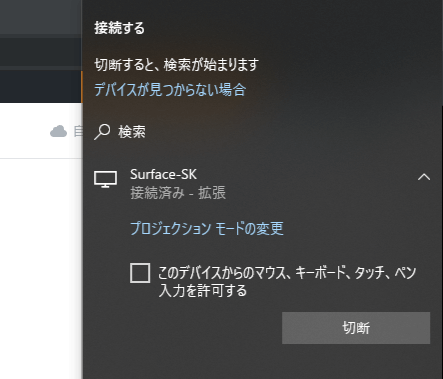 接続する
切断すると、検索が始まります
デバイスが見つからない場合
検索
Surface-SK
接続済み - 拡張
プロジェクション モードの変更
このデバイスからのマウス、キーボード、タッチ、ペン
入力を許可する
切断